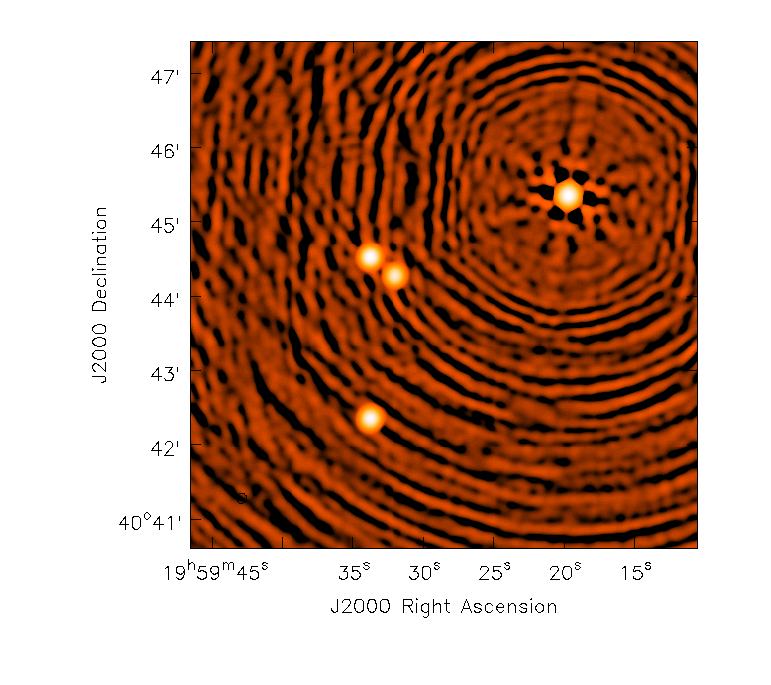 47'
46'
45'
44'
43'
42'
40°41'
J2000 Declination
19ʰ59ᵐ45ˢ 35ˢ 30ˢ 25ˢ 20ˢ 15ˢ
J2000 Right Ascension